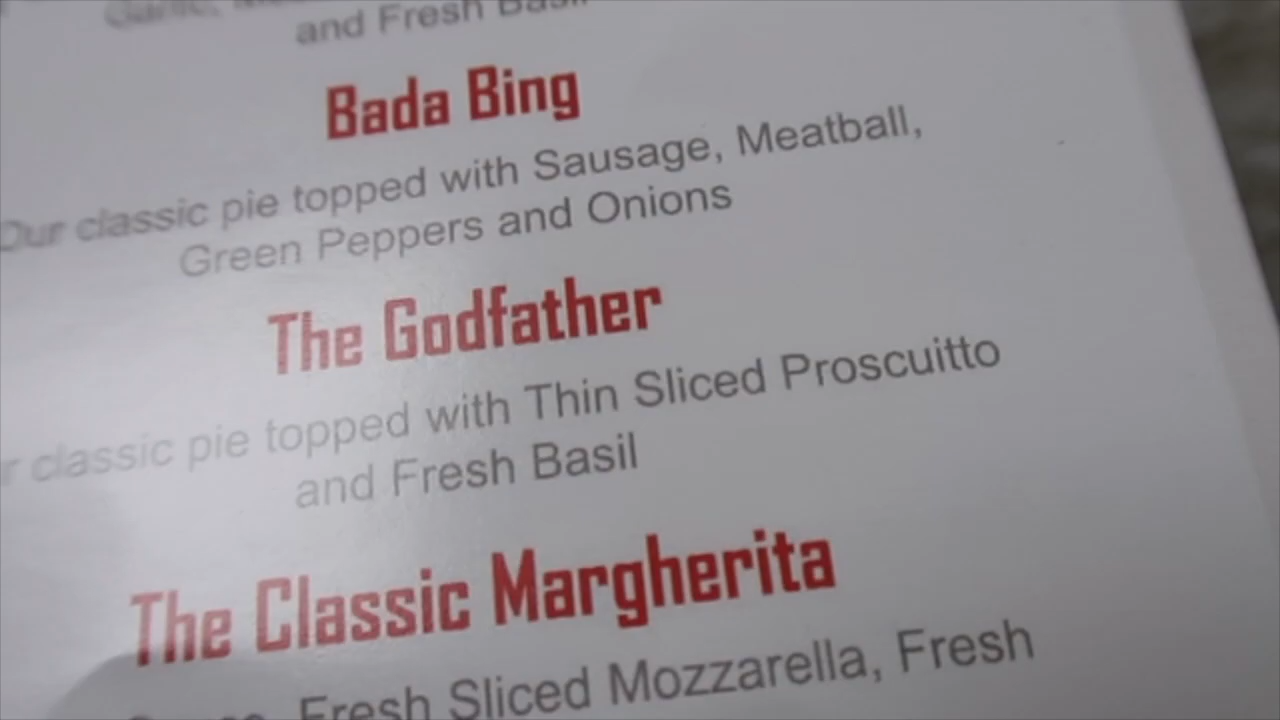 and Fresh Basil
Bada Bing
Our classic pie topped with Sausage, Meatball,
Green Peppers and Onions
The Godfather
classic pie topped with Thin Sliced Proscuitto
and Fresh Basil
The Classic Margherita
Fresh Sliced Mozzarella, Fresh